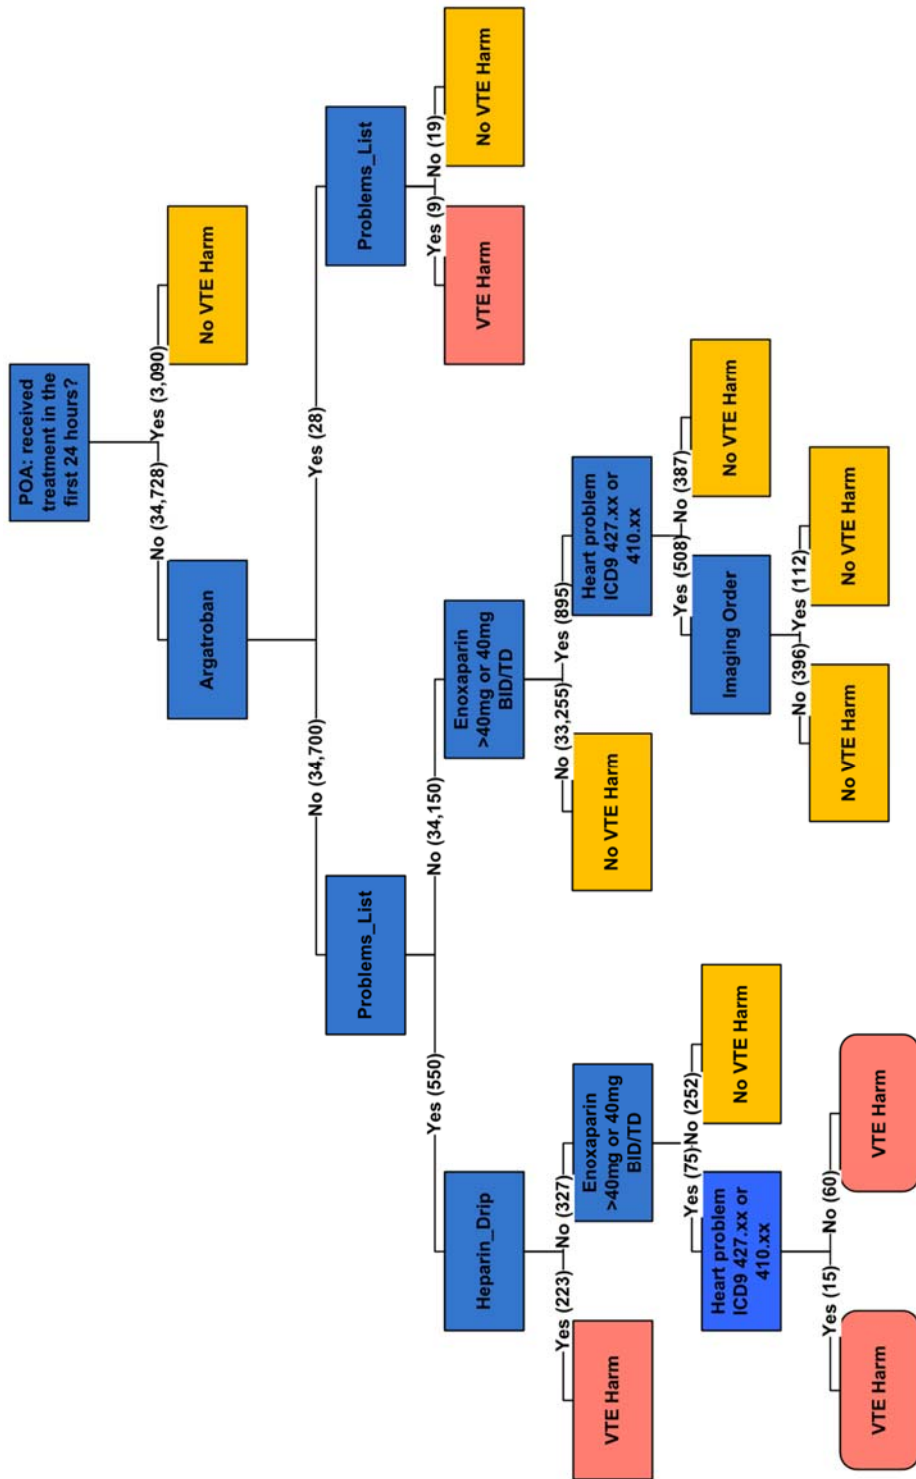 POA: received
treatment in the
first 24 hours?
No (34,728)
Yes (3,090)
Argatroban
No VTE Harm
No (34,700)
Yes (28)
Problems_List
Problems_List
Yes (550)
No (34,150)
Yes (9)
No (19)
Heparin_Drip
Enoxaparin
>40mg or 40mg
BID/TD
VTE Harm
No VTE Harm
Yes (223)
No (327)
No (33,255)
Yes (895)
VTE Harm
Enoxaparin
>40mg or 40mg
BID/TD
No VTE Harm
Heart problem
ICD9 427.xx or
410.xx
Yes (75)
No (252)
Yes (508)
No (387)
Heart problem
ICD9 427.xx or
410.xx
No VTE Harm
Imaging Order
No VTE Harm
Yes (15)
No (60)
No (396)
Yes (112)
VTE Harm
VTE Harm
No VTE Harm
No VTE Harm